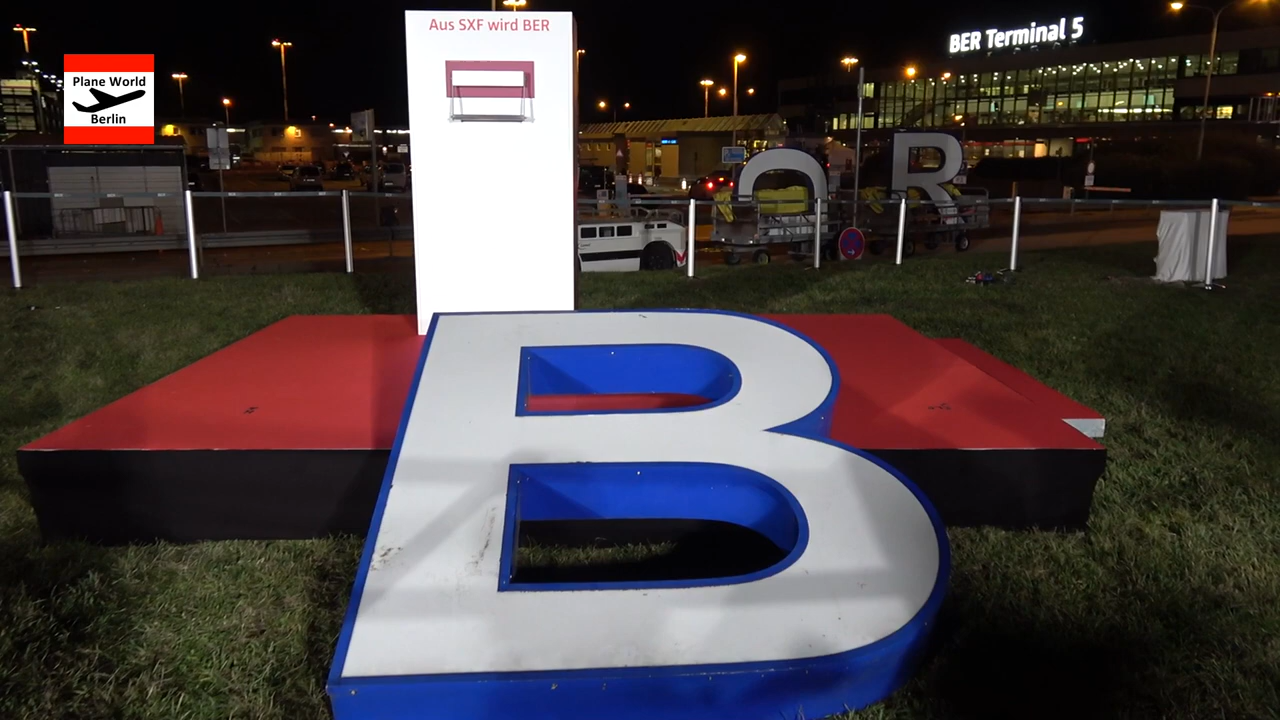 Aus SXF wird BER
BER Terminal 5
Plane World
Berlin
O
R
B